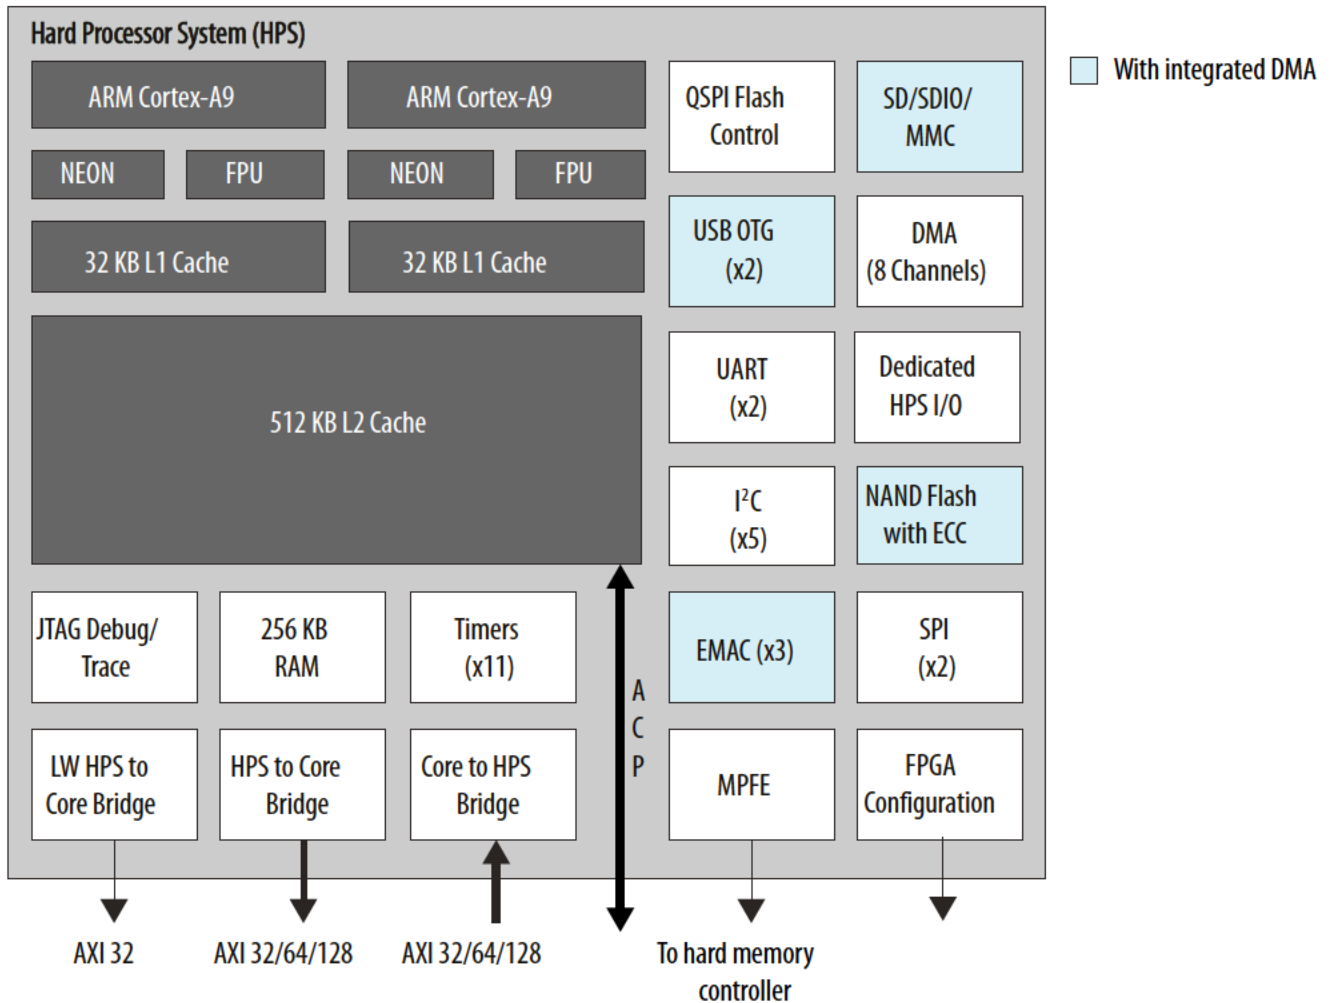 Hard Processor System (HPS)
ARM Cortex-A9
ARM Cortex-A9
NEON
FPU
NEON
FPU
32 KB L1 Cache
32 KB L1 Cache
512 KB L2 Cache
JTAG Debug/
Trace
256 KB
RAM
Timers
(x11)
LW HPS to
Core Bridge
HPS to Core
Bridge
Core to HPS
Bridge
A
C
P
QSPI Flash
Control
SD/SDIO/
MMC
USB OTG
(x2)
DMA
(8 Channels)
UART
(x2)
Dedicated
HPS I/O
I²C
(x5)
NAND Flash
with ECC
EMAC (x3)
SPI
(x2)
MPFE
FPGA
Configuration
With integrated DMA
AXI 32
AXI 32/64/128
AXI 32/64/128
To hard memory
controller